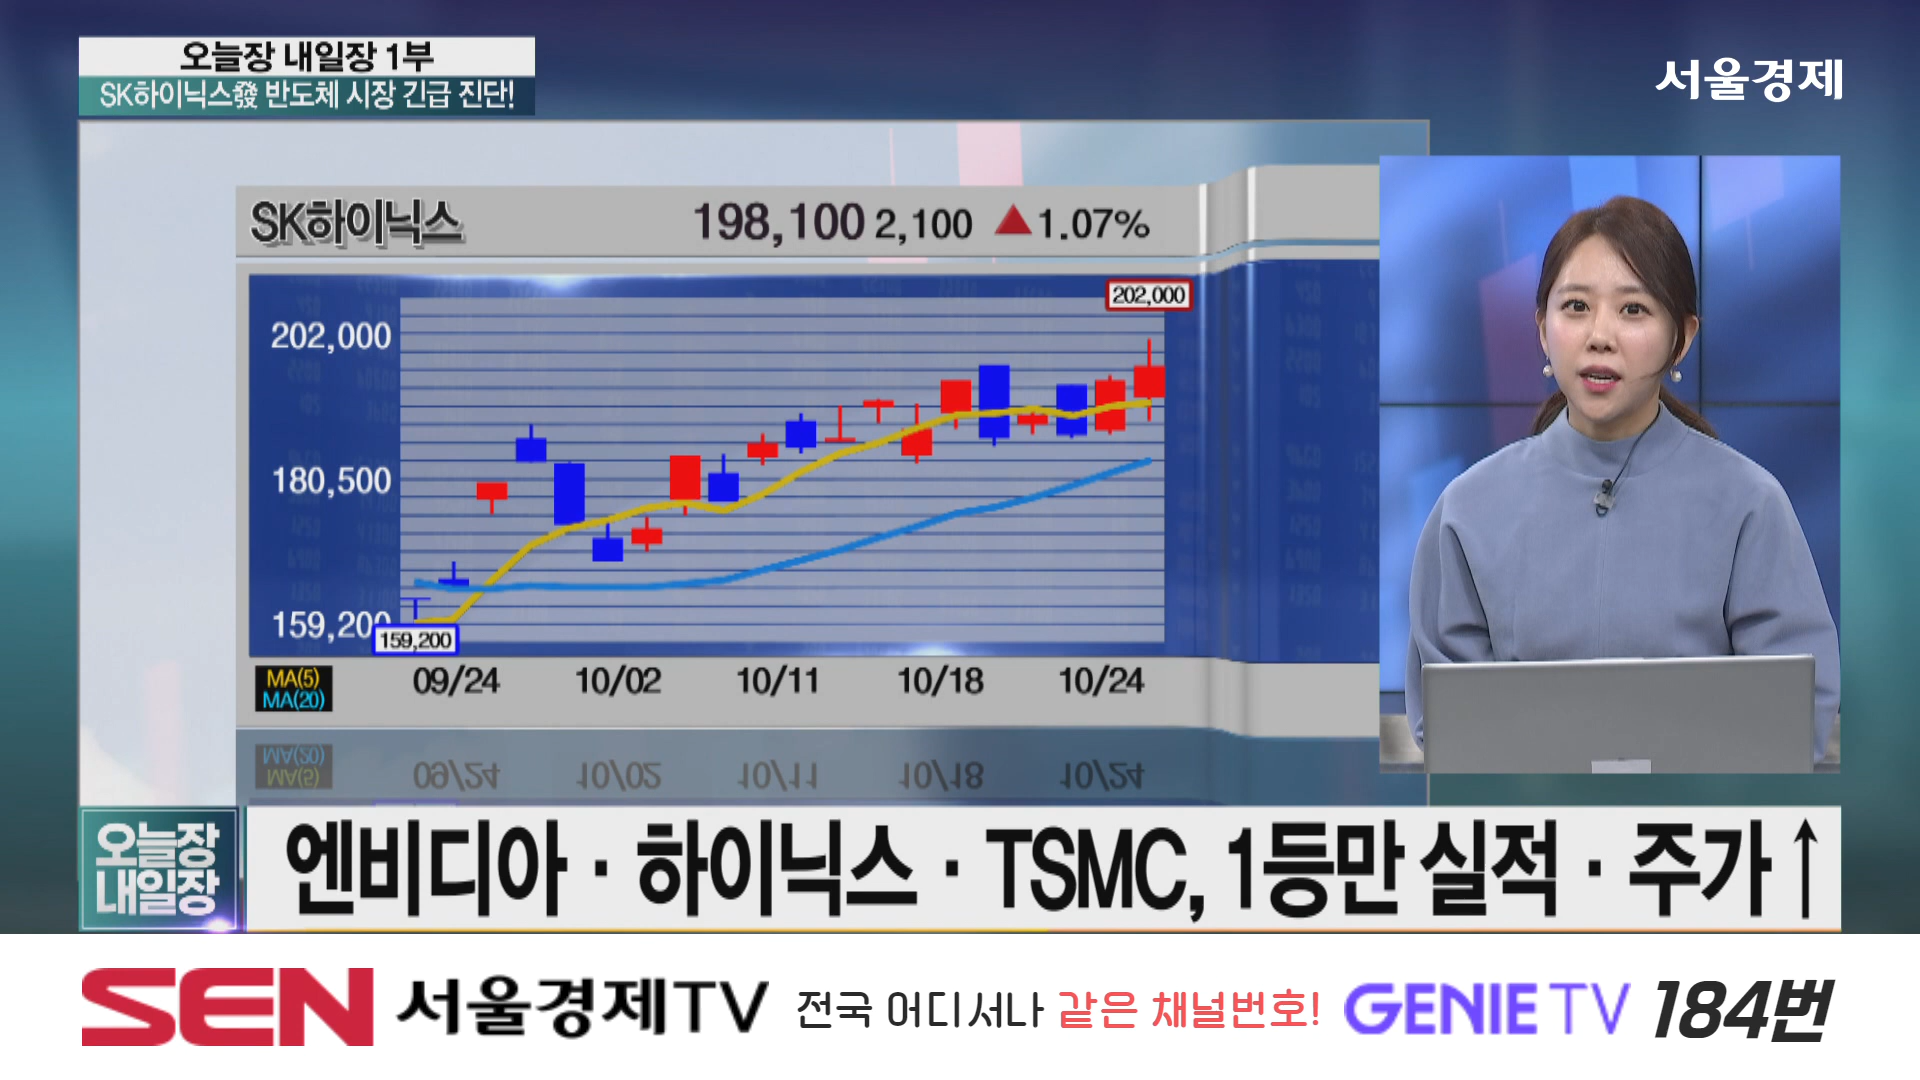 오늘장 내일장 1부
SK하이닉스發 반도체 시장 긴급 진단!
서울경제
SK하이닉스 198,100 2,100 ▲1.07%
202,000
202,000
180,500
159,200
159,200
MA(5)
MA(20)
09/24 10/02 10/11 10/18 10/24
오늘장
내일장
엔비디아·하이닉스·TSMC, 1등만 실적·주가↑
SEN 서울경제TV 전국 어디서나 같은 채널번호! GENIE TV 184번